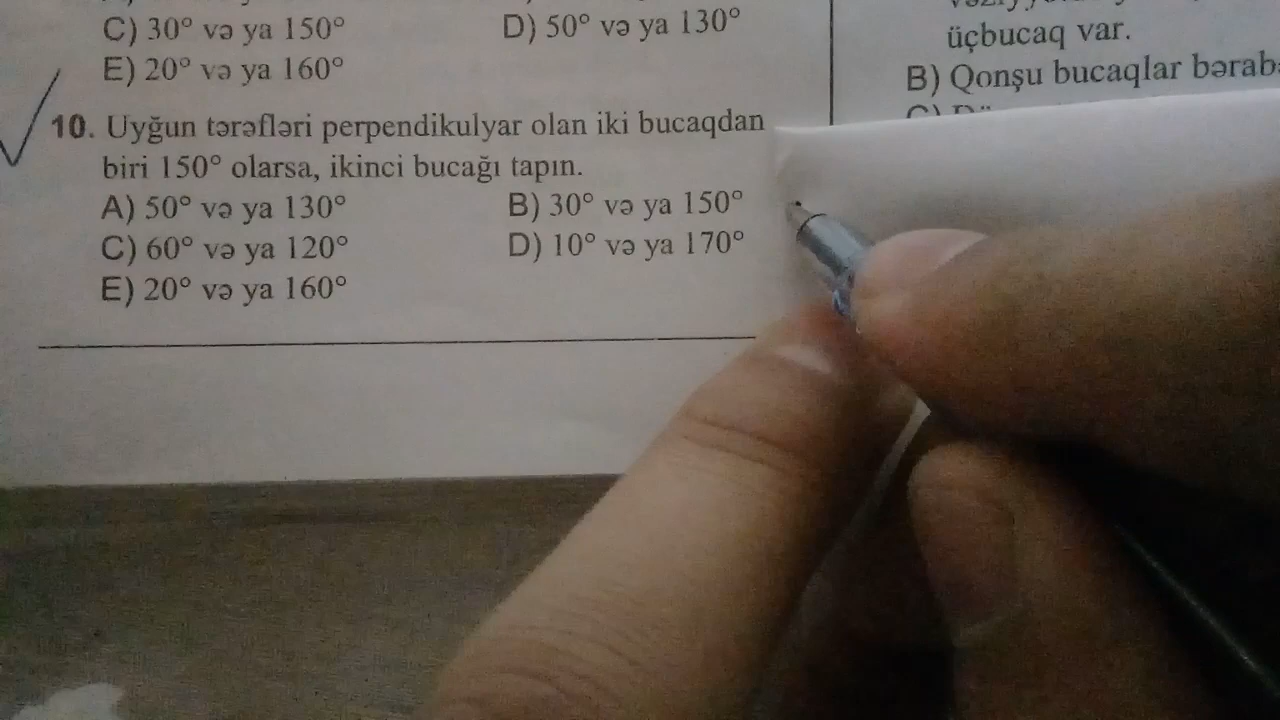 C) 30° və ya 150°
D) 50° və ya 130°
E) 20° və ya 160°
10. Uyğun tərəfləri perpendikulyar olan iki bucaqdan
biri 150° olarsa, ikinci bucağı tapın.
A) 50° və ya 130°
B) 30° və ya 150°
C) 60° və ya 120°
D) 10° və ya 170°
E) 20° və ya 160°
üçbucaq var.
B) Qonşu bucaqlar